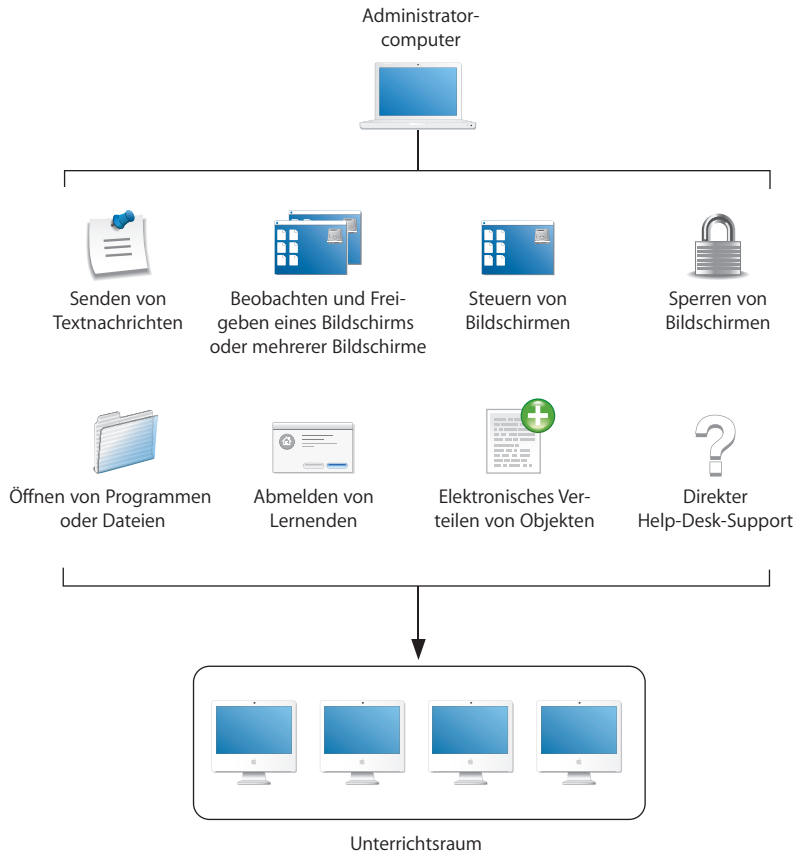 Administrator-
computer
Senden von
Textnachrichten
Beobachten und Frei-
geben eines Bildschirms
oder mehrerer Bildschirme
Steuern von
Bildschirmen
Sperren von
Bildschirmen
Öffnen von Programmen
oder Dateien
Abmelden von
Lernenden
Elektronisches Ver-
teilen von Objekten
Direkter
Help-Desk-Support
Unterrichtsraum